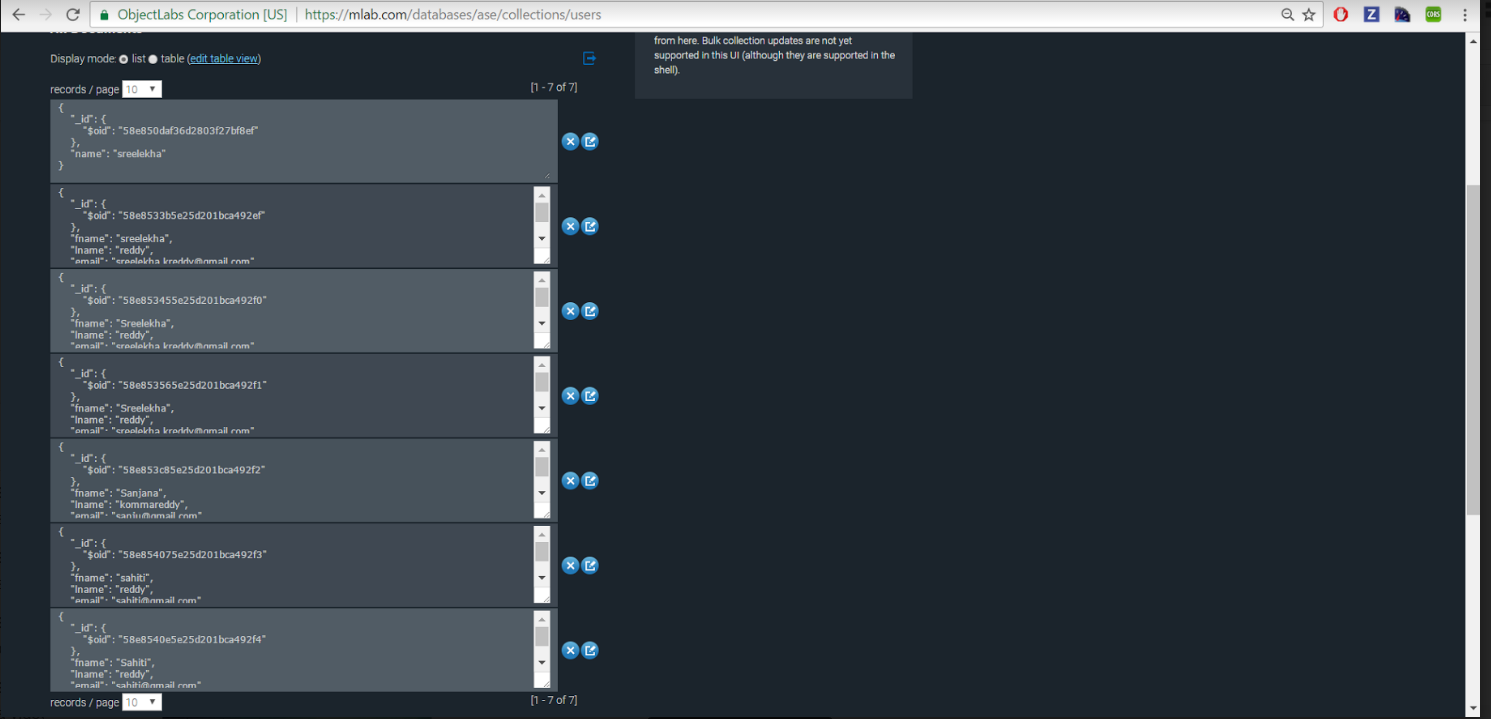 ObjectLabs Corporation [US] | https://mlab.com/databases/ase/collections/users
CORS
Display mode: list table (edit table view)
records / page 10
[1 - 7 of 7]
from here. Bulk collection updates are not yet
supported in this UI (although they are supported in the
shell).
{
"_id": {
"$oid": "58e850daf36d2803f27bf8ef"
},
"name": "sreelekha"
}
{
"_id": {
"$oid": "58e8533b5e25d201bca492ef"
},
"fname": "sreelekha",
"lname": "reddy",
"email": "sreelekha.kreddy@gmail.com"
{
"_id": {
"$oid": "58e853455e25d201bca492f0"
},
"fname": "Sreelekha",
"lname": "reddy",
"email": "sreelekha.kreddy@gmail.com"
{
"_id": {
"$oid": "58e853565e25d201bca492f1"
},
"fname": "Sreelekha",
"lname": "reddy",
"email": "sreelekha.kreddy@gmail.com"
{
"_id": {
"$oid": "58e853c85e25d201bca492f2"
},
"fname": "Sanjana",
"lname": "kommareddy",
"email": "sanju@gmail.com"
{
"_id": {
"$oid": "58e854075e25d201bca492f3"
},
"fname": "sahiti",
"lname": "reddy",
"email": "sahiti@gmail.com"
{
"_id": {
"$oid": "58e8540e5e25d201bca492f4"
},
"fname": "Sahiti",
"lname": "reddy",
"email": "sahiti@gmail.com"
records / page 10
[1 - 7 of 7]